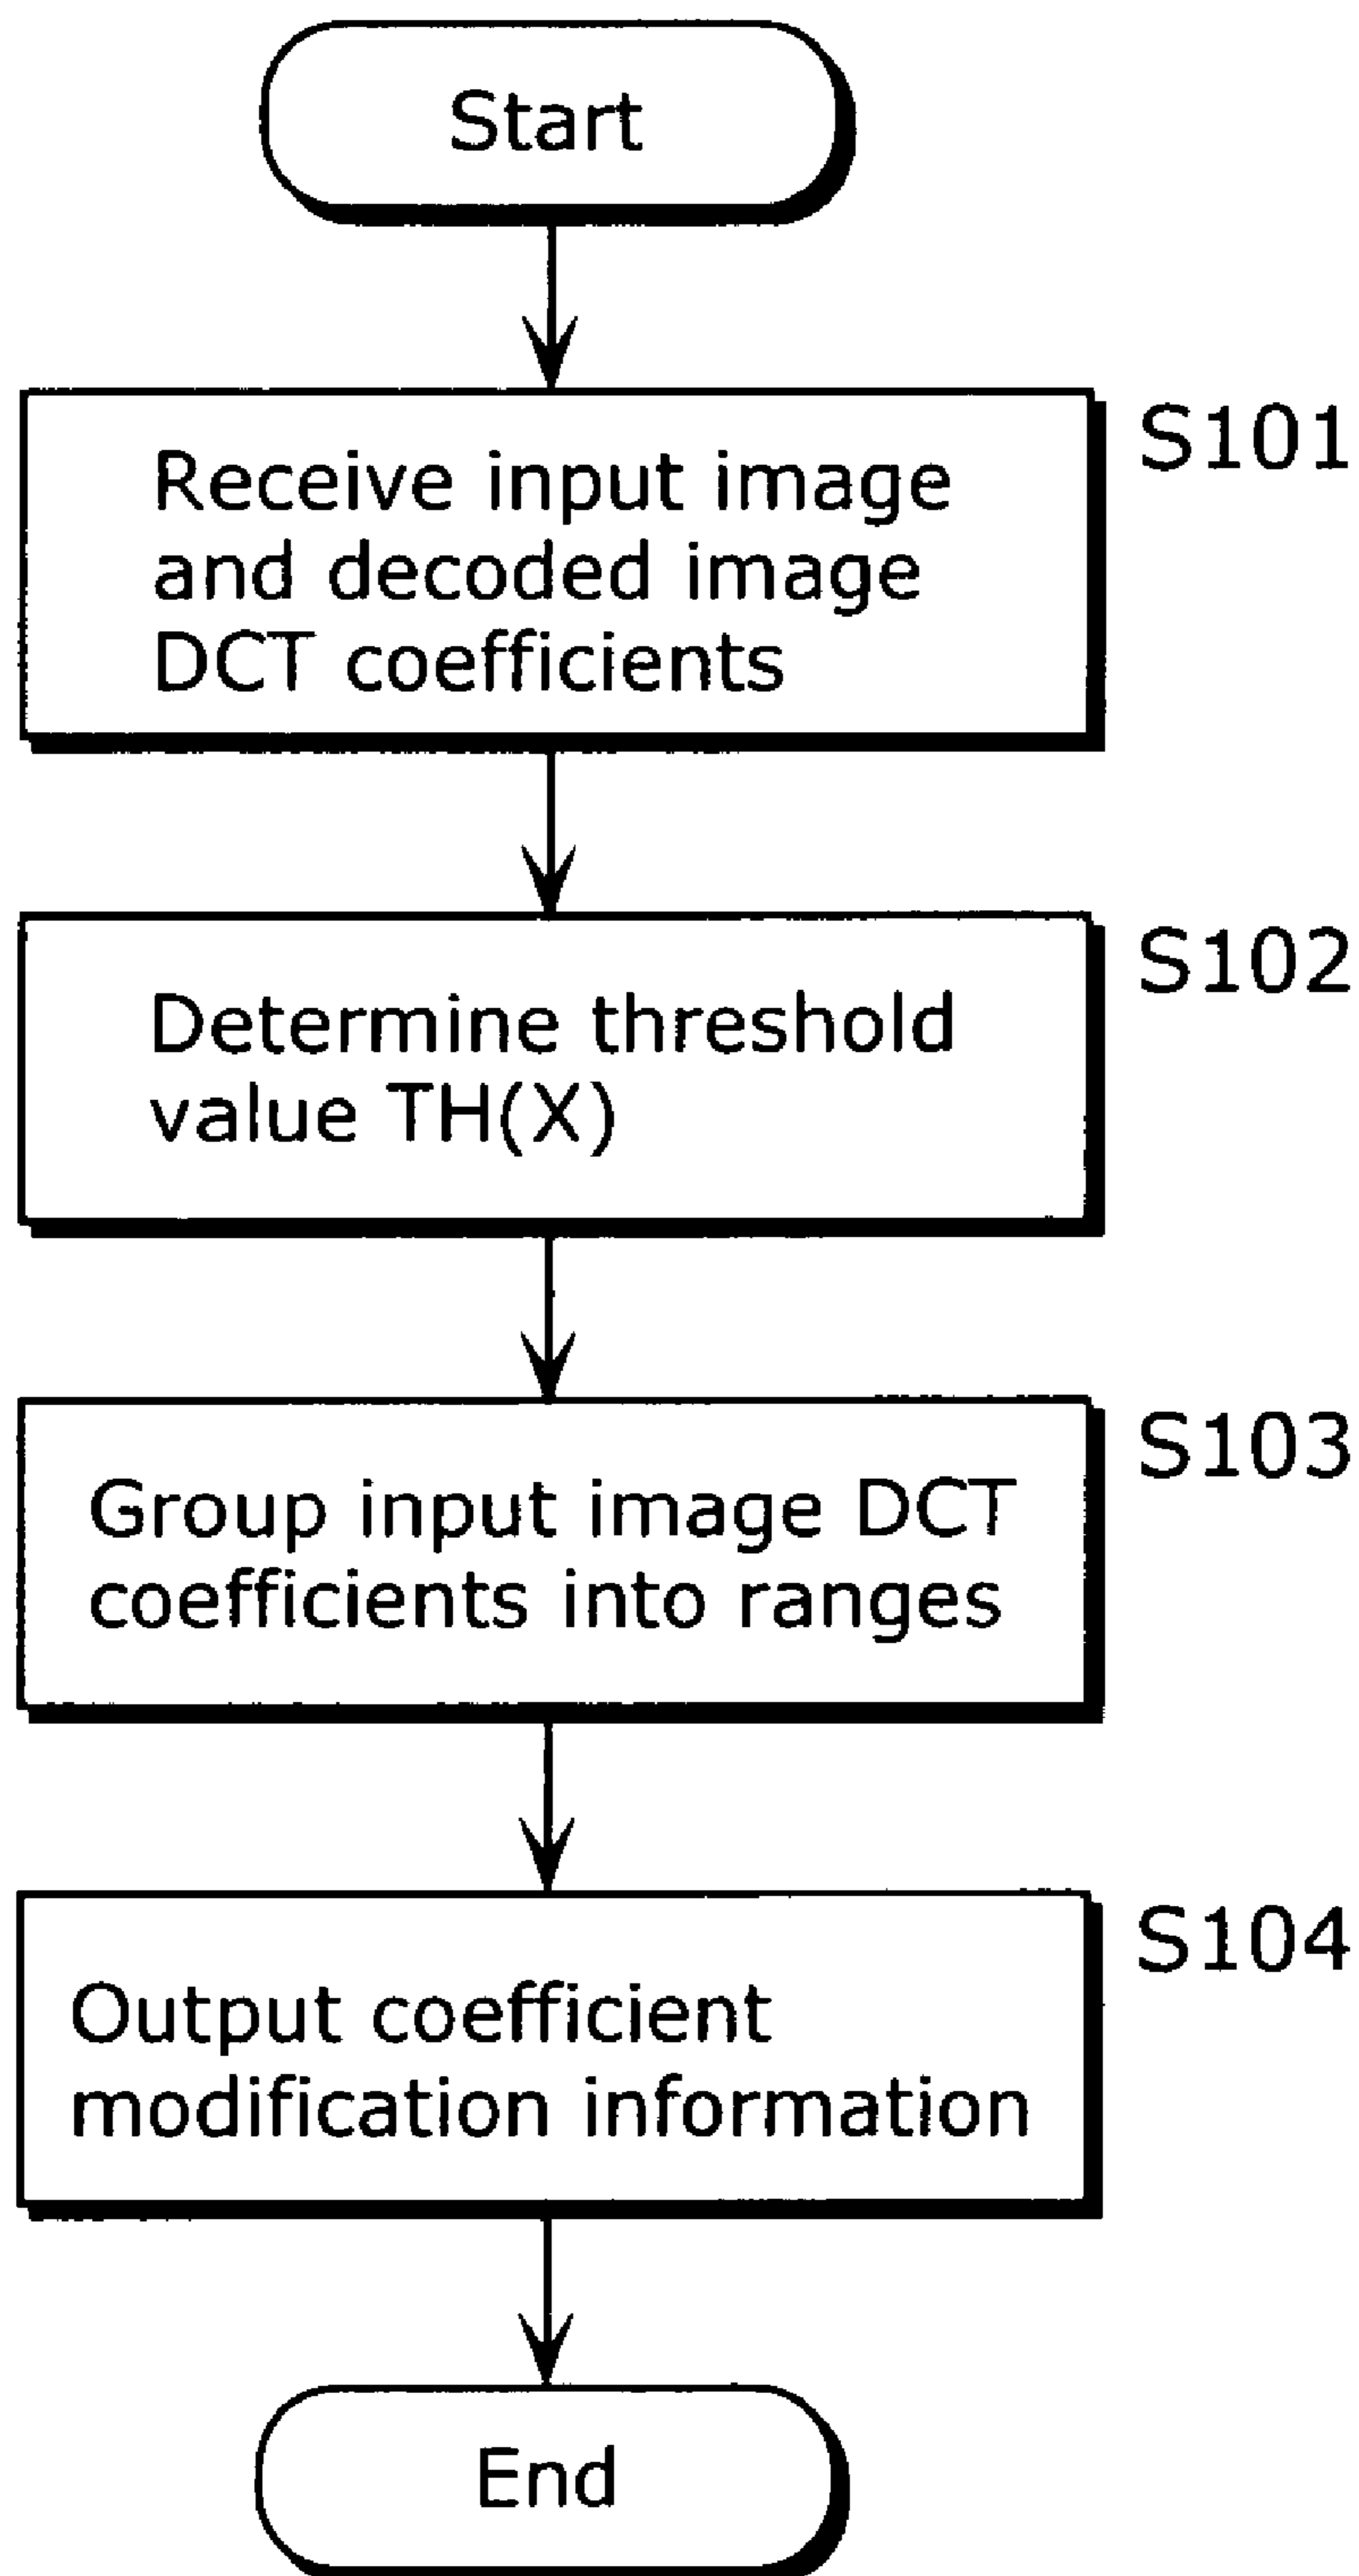 Start
S101
Receive input image
and decoded image
DCT coefficients
S102
Determine threshold
value TH(X)
S103
Group input image DCT
coefficients into ranges
S104
Output coefficient
modification information
End